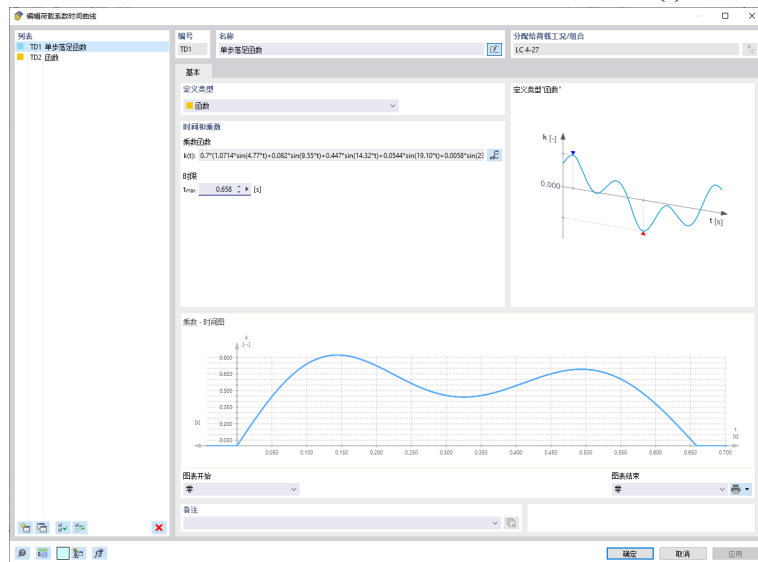 编辑荷载系数时间曲线
列表
TD1 单步落足函数
TD2 函数
编号
TD1
名称
单步落足函数
分配给荷载工况/组合
LC 4-27
基本
定义类型
函数
时间和乘数
乘数函数
k(t): 0.7*(1.0714*sin(4.77*t)+0.082*sin(9.55*t)+0.447*sin(14.32*t)+0.0544*sin(19.10*t)+0.0058*sin(23
时限
tmax 0.658 [s]
定义类型"函数"
k [-]
0.000
t [s]
乘数 - 时间图
k
[--]
0.800
0.650
0.500
0.350
0.200
0.050
[s]
t
[s]
0.050 0.100 0.150 0.200 0.250 0.300 0.350 0.400 0.450 0.500 0.550 0.600 0.650 0.700
图表开始
零
图表结束
零
备注
确定
取消
应用